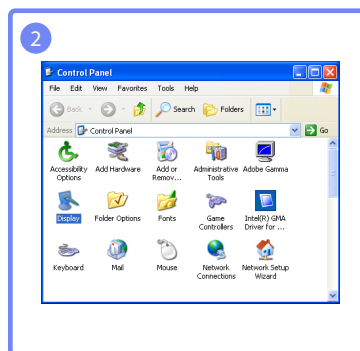 2
Control Panel
File Edit View Favorites Tools Help
Back Search Folders
Address Control Panel Go
Accessibility Options Add Hardware Add or Remov... Administrative Tools Adobe Gamma
Display Folder Options Fonts Game Controllers Intel(R) GMA Driver for ...
Keyboard Mail Mouse Network Connections Network Setup Wizard